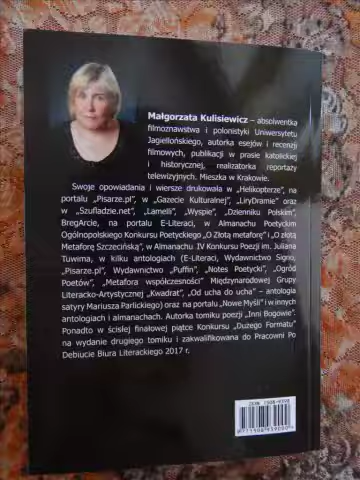 Małgorzata Kulisiewicz – absolwentka
filmoznawstwa i polonistyki Uniwersytetu
Jagiellońskiego, autorka esejów i recenzji
filmowych, publikacji w prasie katolickiej
i historycznej, realizatorka reportaży
telewizyjnych. Mieszka w Krakowie.
Swoje opowiadania i wiersze drukowała w „Helikopterze”, na
portalu „Pisarze.pl”, w „Gazecie Kulturalnej”, „LiryDramie” oraz
w „Szufladzie.net”, „Lamelli”, „Wyspie”, „Dzienniku Polskim”,
BregArcie, na portalu E-Literaci, w Almanachu Poetycium
Ogólnopolskiego Konkursu Poetyckiego „O Złotą metaforę” i „O złotą
Metaforę Szczecińską”, w Almanachu IV Konkursu Poezji im. Juliana
Tuwima, w kilku antologiach (E-Literaci, Wydawnictwo Signo,
„Pisarze.pl”, Wydawnictwo „Puffin”, „Notes Poetycki”, „Ogród
Poetów”, „Metafora współczesności” Międzynarodowej Grupy
Literacko-Artystycznej „Kwadrat”, „Od ucha do ucha” – antologia
satyry Mariusza Parlickiego) oraz na portalu „Nowe Myśli” i w innych
antologiach i almanachach. Autorka tomiku poezji „Inni Bogowie”.
Ponadto w ścisłej finałowej piątce Konkursu „Dużego Formatu”
na wydanie drugiego tomiku i zakwalifikowana do Pracowni Po
Debiucie Biura Literackiego 2017 r.
ISSN 1508-9398